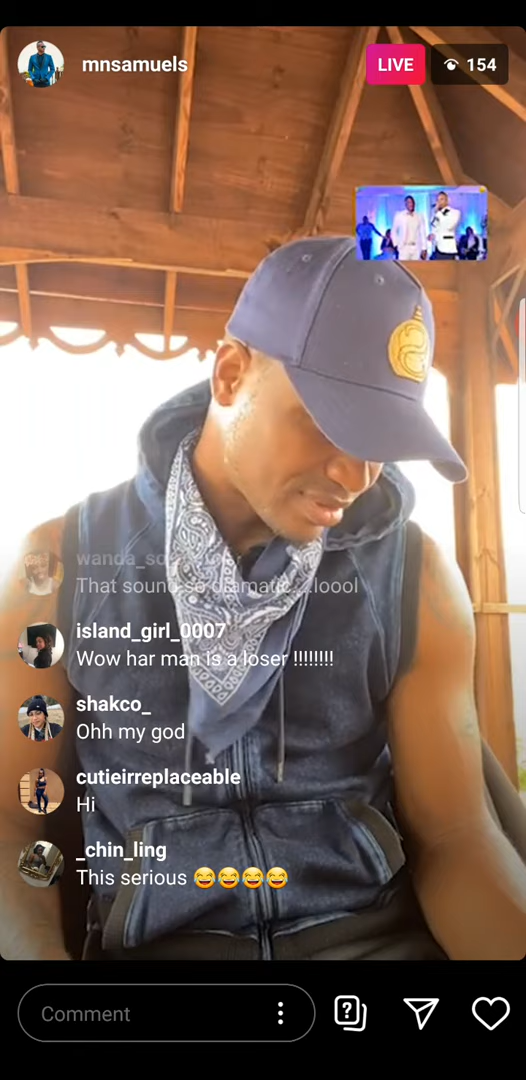 mnsamuels
LIVE
154
That sound so dramatic....loool
island_girl_0007
Wow har man is a loser !!!!!!!!
shakco_
Ohh my god
cutieirreplaceable
Hi
_chin_ling
This serious 😂😂😂😂
Comment